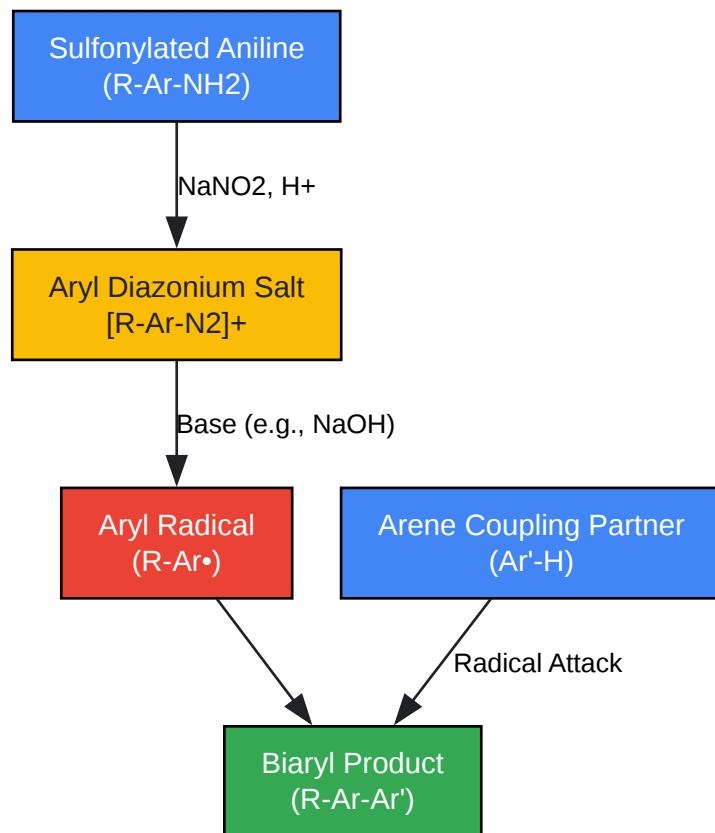 Sulfonylated Aniline
(R-Ar-NH2)
NaNO2, H+
Aryl Diazonium Salt
[R-Ar-N2]+
Base (e.g., NaOH)
Aryl Radical
(R-Ar•)
Arene Coupling Partner
(Ar'-H)
Radical Attack
Biaryl Product
(R-Ar-Ar')